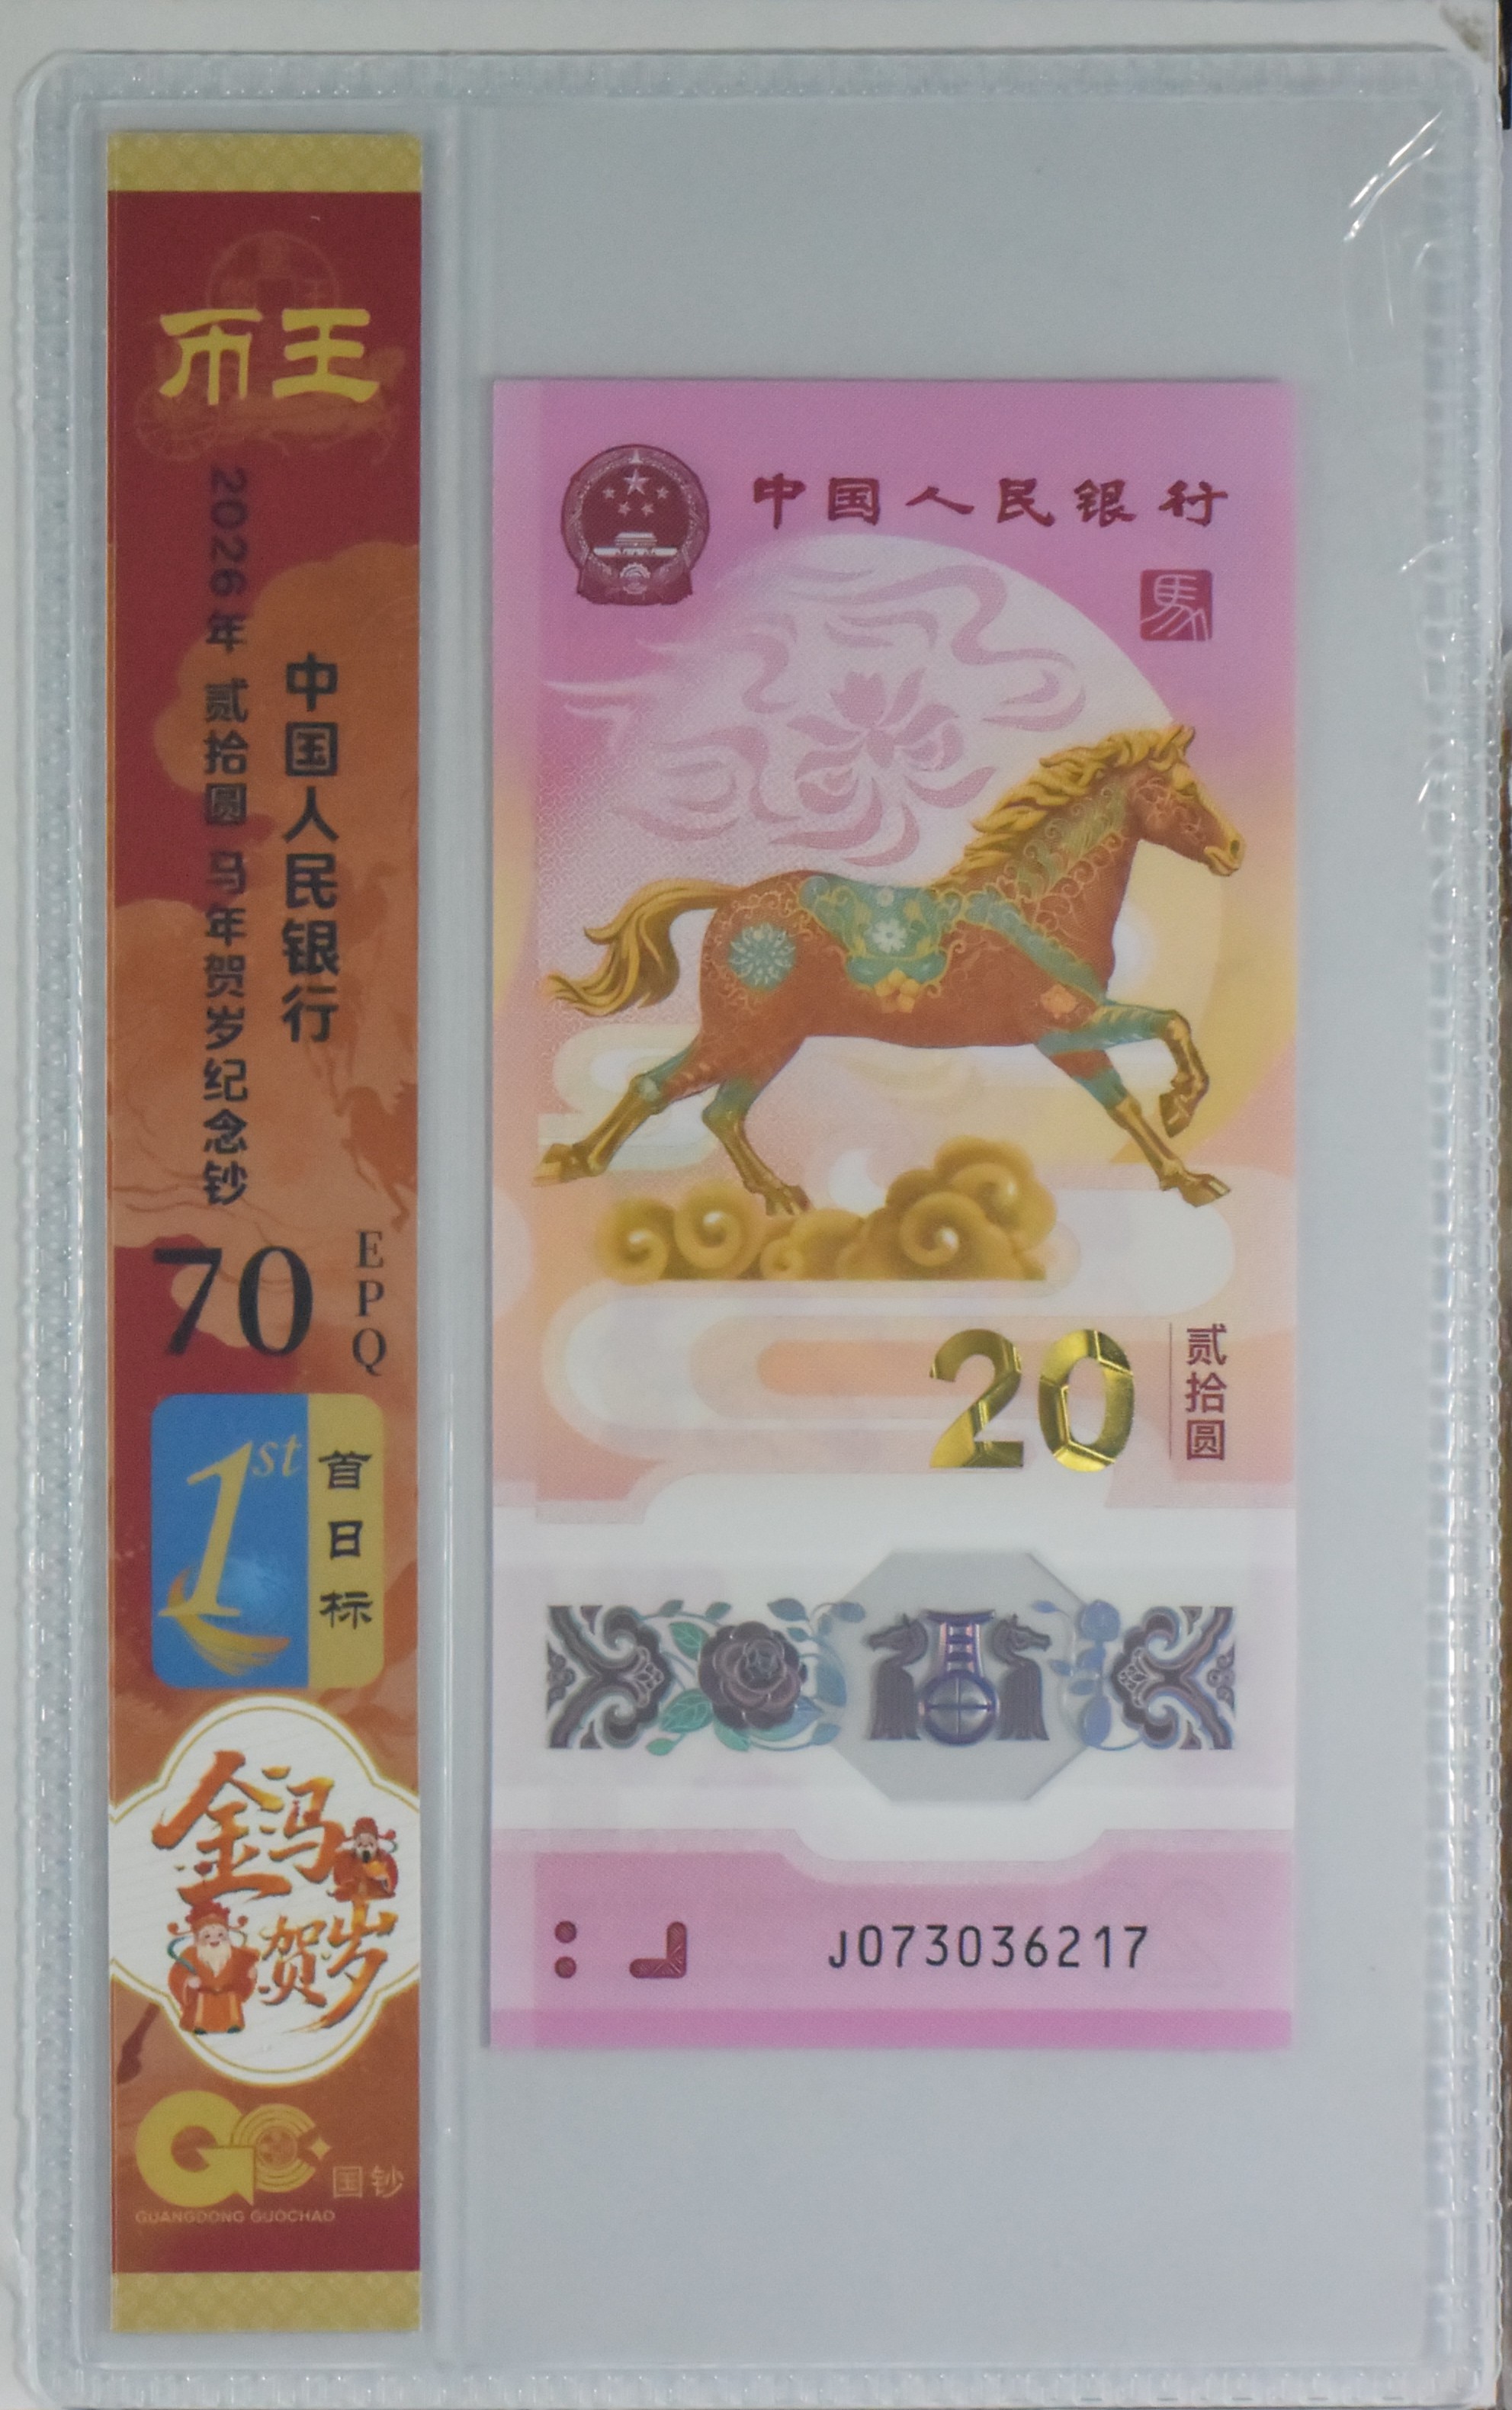 币王
中国人民银行
2026年 贰拾圆 马年贺岁纪念钞
70
EPQ
1st
首日标
金马
贺岁
GC
国钞
GUANGDONG GUOCHAO
中国人民银行
馬
20
贰拾圆
J073036217